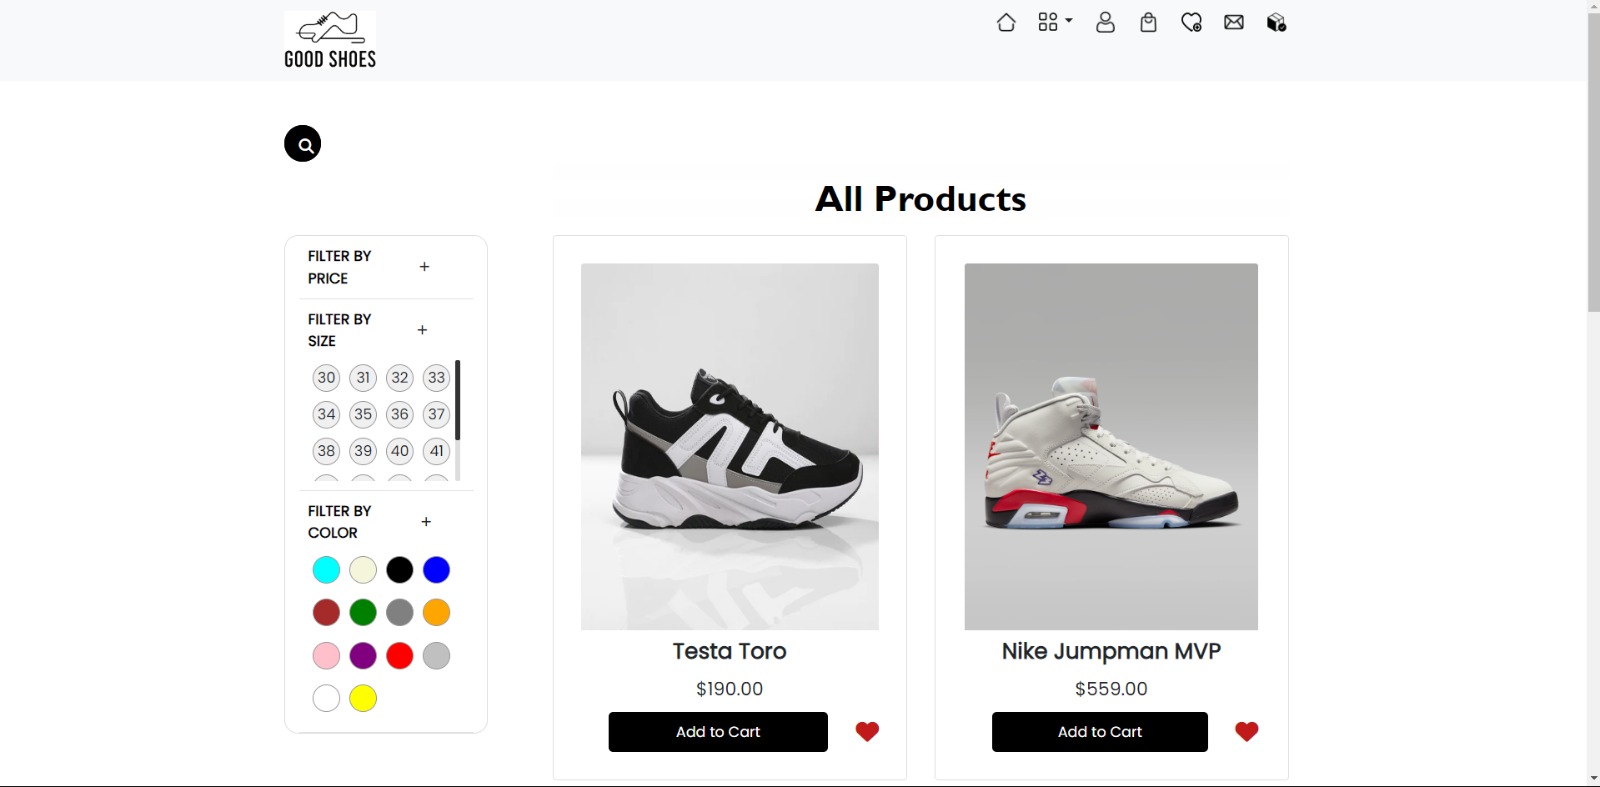 GOOD SHOES
All Products
FILTER BY
PRICE
+
FILTER BY
SIZE
+
30 31 32 33
34 35 36 37
38 39 40 41
FILTER BY
COLOR
+
Testa Toro
$190.00
Add to Cart
Nike Jumpman MVP
$559.00
Add to Cart